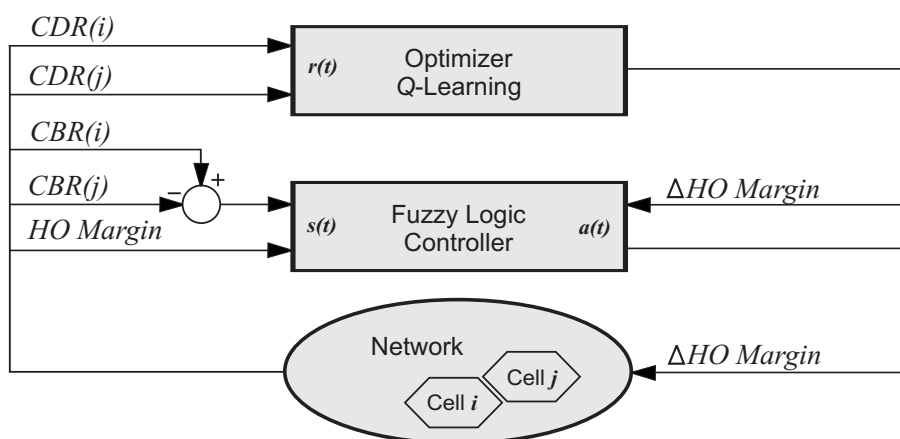 CDR(i)
CDR(j)
CBR(i)
CBR(j)
HO Margin
r(t)
Optimizer
Q-Learning
− +
s(t)
Fuzzy Logic
Controller
a(t)
ΔHO Margin
Network
Cell i
Cell j
ΔHO Margin